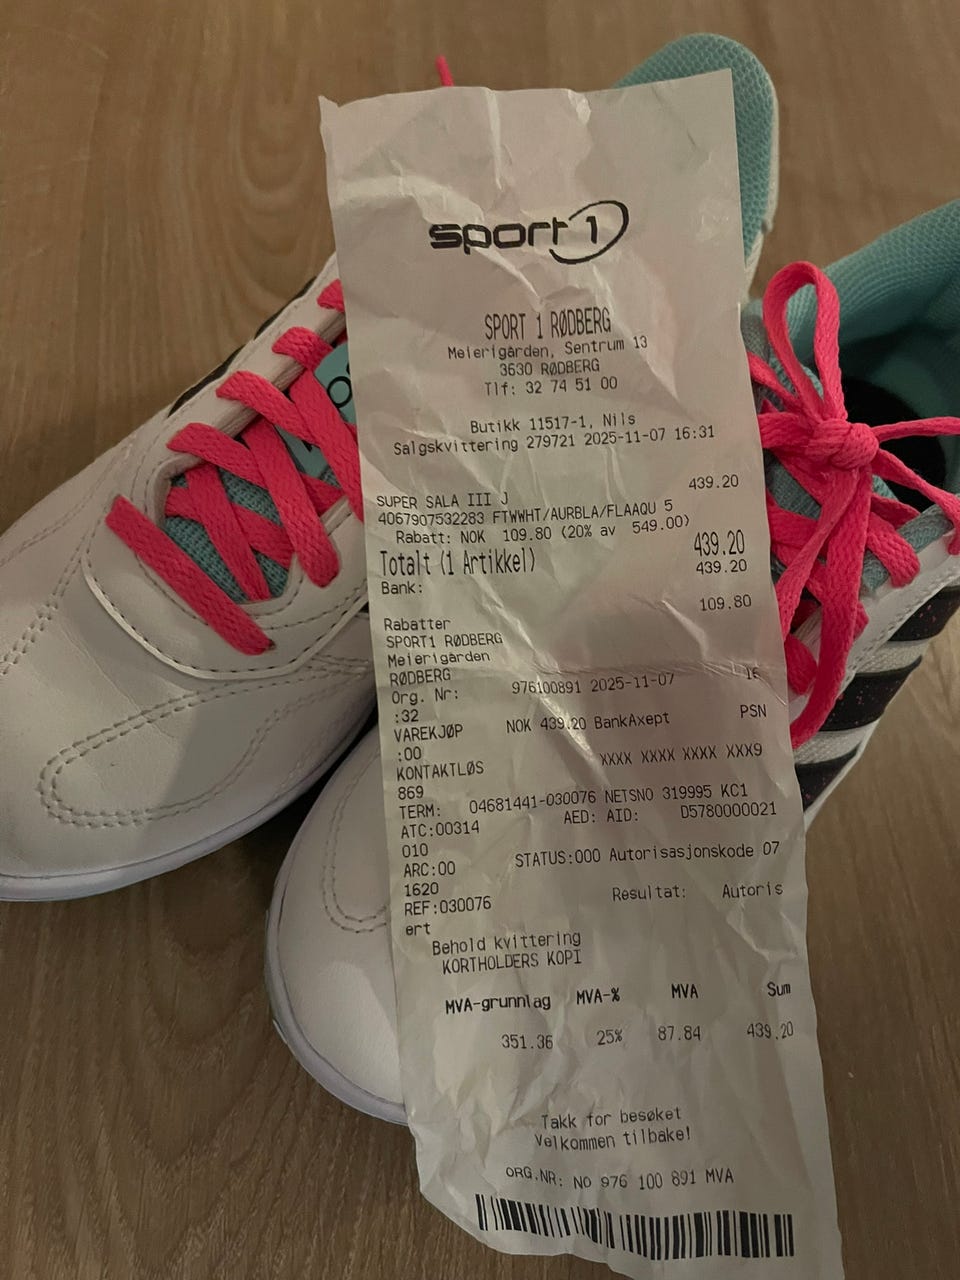 sport 1
SPORT 1 RØDBERG
Meierigården, Sentrum 13
3630 RØDBERG
Tlf: 32 74 51 00
Butikk 11517-1, Nils
Salgskvittering 279721 2025-11-07 16:31
SUPER SALA III J 439.20
4067907532283 FTWWHT/AURBLA/FLAAQU 5
Rabatt: NOK 109.80 (20% av 549.00)
Totalt (1 Artikkel) 439.20
Bank: 439.20
Rabatter 109.80
SPORT1 RØDBERG
Meierigården
RØDBERG
Org. Nr: 976100891 2025-11-07 16
:32
VAREKJØP NOK 439.20 BankAxept PSN
:00
KONTAKTLØS XXXX XXXX XXXX XXX9
869
TERM: 04681441-030076 NETSNO 319995 KC1
ATC:00314 AED: AID: D5780000021
010
ARC:00 STATUS:000 Autorisasjonskode 07
1620
REF:030076 Resultat: Autoris
ert
Behold kvittering
KORTHOLDERS KOPI
MVA-grunnlag MVA-% MVA Sum
351.36 25% 87.84 439.20
Takk for besøket
Velkommen tilbake!
ORG.NR: NO 976 100 891 MVA